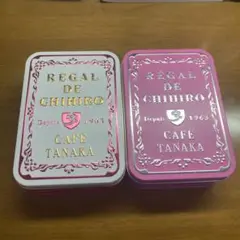 REGAL
DE
CHIHIRO
Depuis 1963
CAFE
TANAKA
REGAL
DE
CHIHIRO
Depuis 1963
CAFE
TANAKA